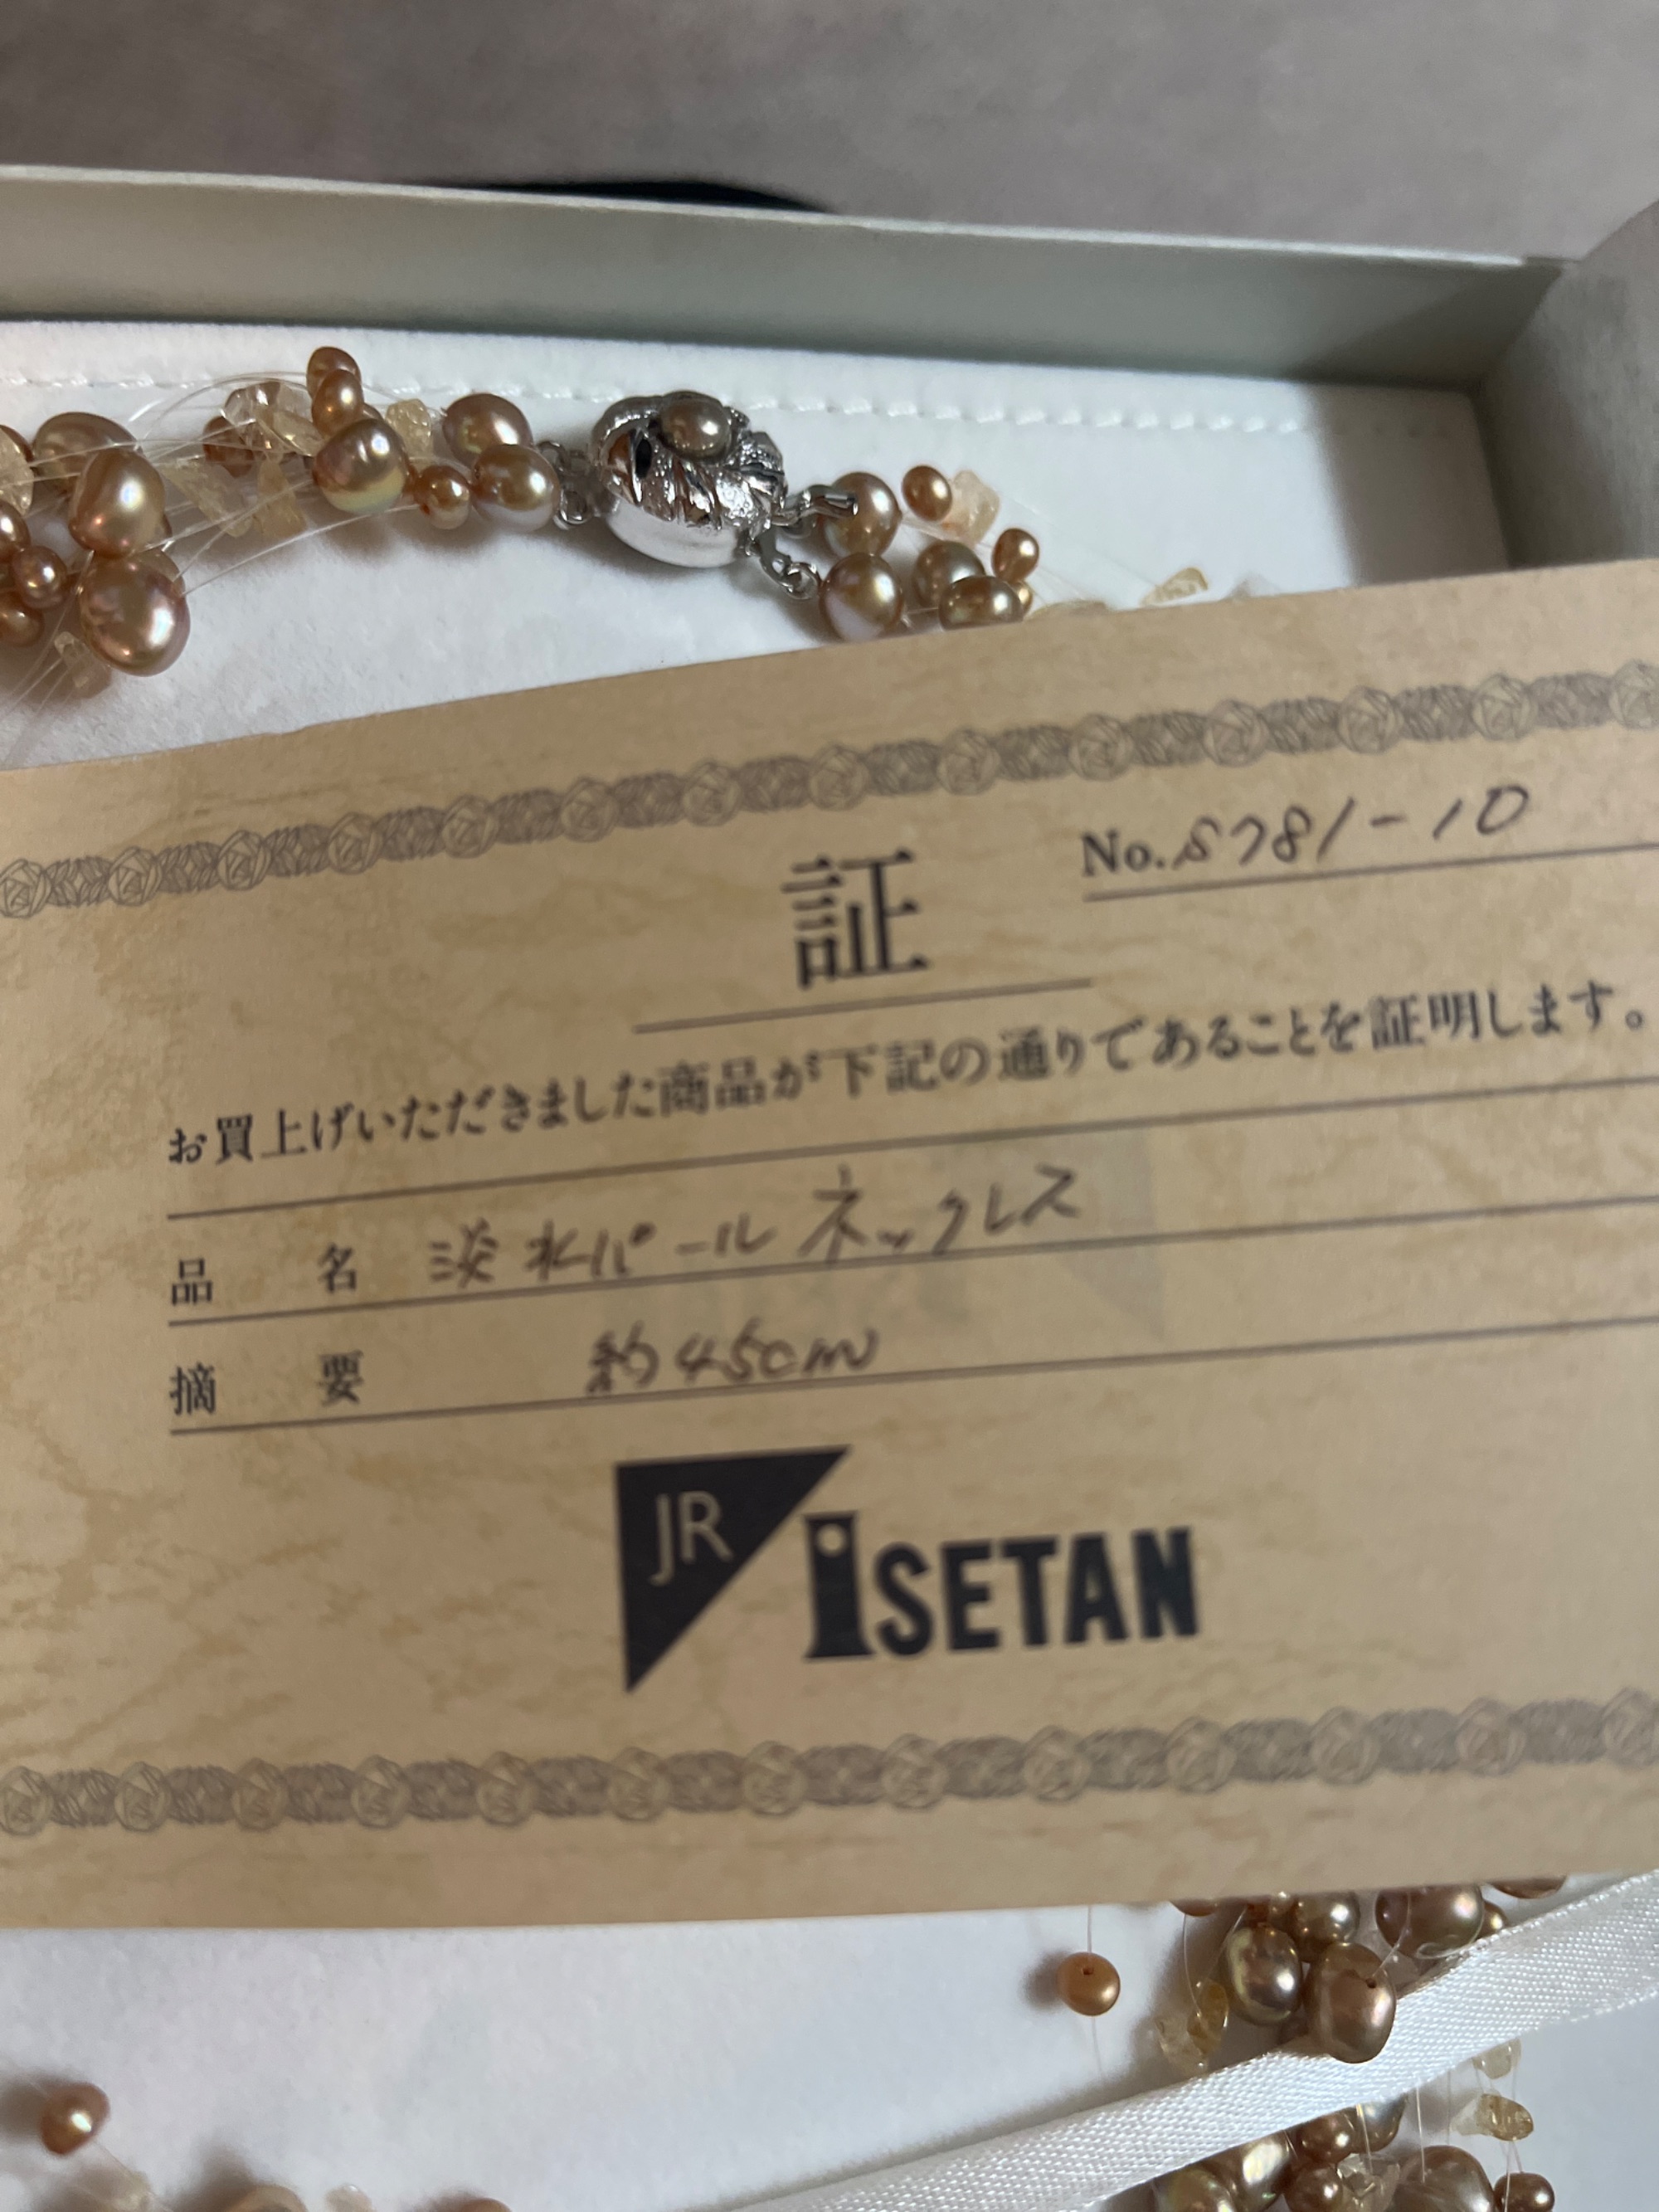 証
No.S781-10
お買上げいただきました商品が下記の通りであることを証明します。
品 名 淡水パールネックレス
摘 要 約45cm
JR ISETAN